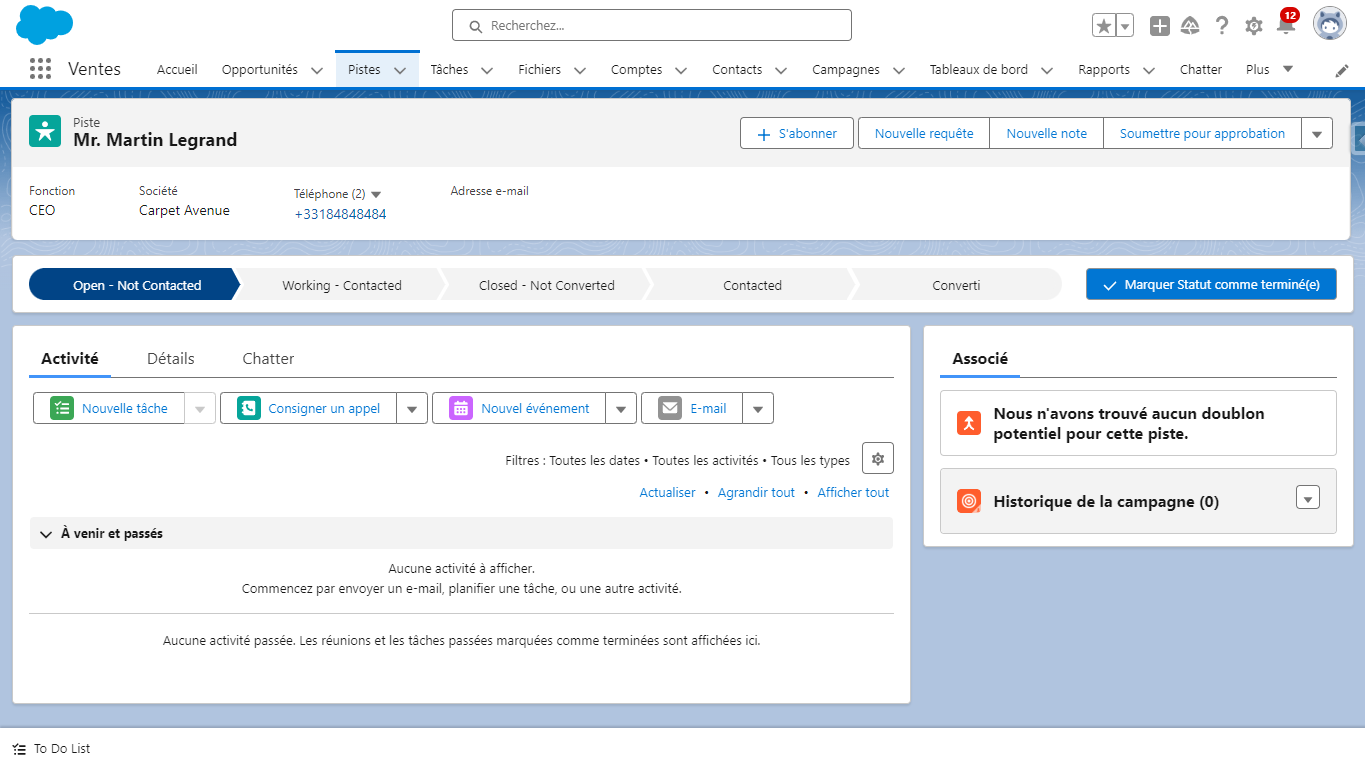 Recherchez...
12
Ventes
Accueil
Opportunités
Pistes
Tâches
Fichiers
Comptes
Contacts
Campagnes
Tableaux de bord
Rapports
Chatter
Plus
Piste
Mr. Martin Legrand
S'abonner
Nouvelle requête
Nouvelle note
Soumettre pour approbation
Fonction
CEO
Société
Carpet Avenue
Téléphone (2)
+33184848484
Adresse e-mail
Open - Not Contacted
Working - Contacted
Closed - Not Converted
Contacted
Converti
Marquer Statut comme terminé(e)
Activité
Détails
Chatter
Nouvelle tâche
Consigner un appel
Nouvel événement
E-mail
Filtres : Toutes les dates • Toutes les activités • Tous les types
Actualiser • Agrandir tout • Afficher tout
À venir et passés
Aucune activité à afficher.
Commencez par envoyer un e-mail, planifier une tâche, ou une autre activité.
Aucune activité passée. Les réunions et les tâches passées marquées comme terminées sont affichées ici.
Associé
Nous n'avons trouvé aucun doublon
potentiel pour cette piste.
Historique de la campagne (0)
To Do List